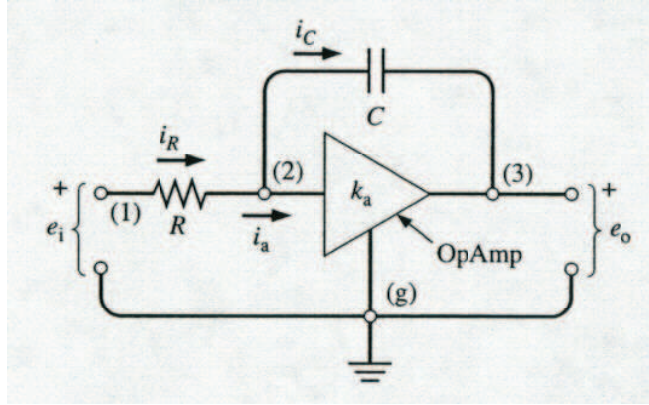 i_C
C
i_R
+ (1) R (2) k_a (3) +
e_i i_a OpAmp e_o
(g)